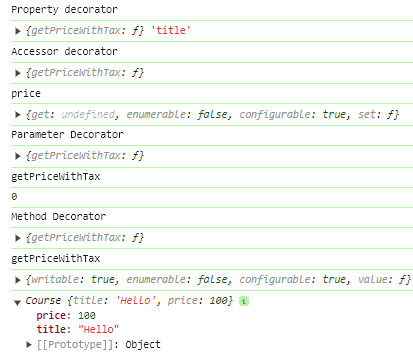 Property decorator
▶ {getPriceWithTax: ƒ} 'title'
Accessor decorator
▶ {getPriceWithTax: ƒ}
price
▶ {get: undefined, enumerable: false, configurable: true, set: ƒ}
Parameter Decorator
▶ {getPriceWithTax: ƒ}
getPriceWithTax
0
Method Decorator
▶ {getPriceWithTax: ƒ}
getPriceWithTax
▶ {writable: true, enumerable: false, configurable: true, value: ƒ}
▼ Course {title: 'Hello', price: 100} i
price: 100
title: "Hello"
▶ [[Prototype]]: Object